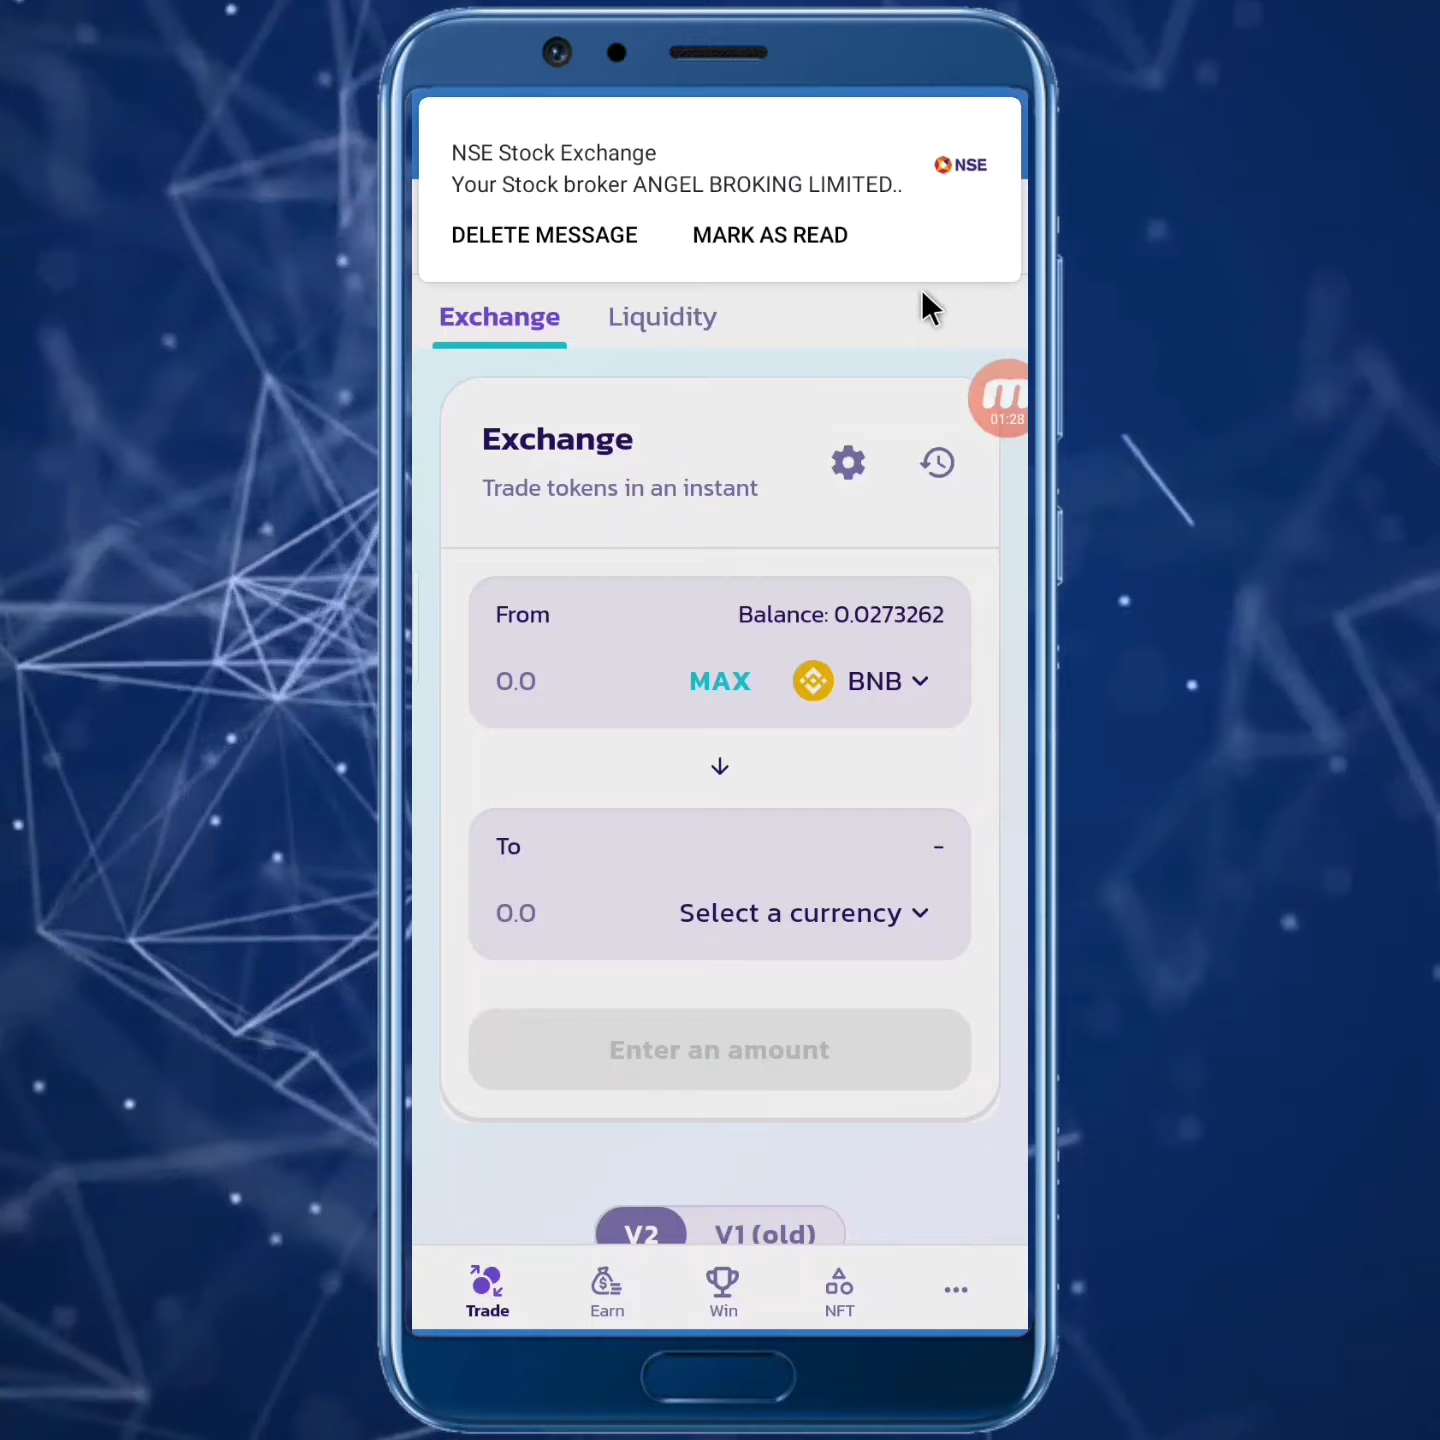 NSE Stock Exchange
NSE
Your Stock broker ANGEL BROKING LIMITED..
DELETE MESSAGE MARK AS READ
Exchange Liquidity
01:28
Exchange
Trade tokens in an instant
From Balance: 0.0273262
0.0 MAX BNB
To -
0.0 Select a currency
Enter an amount
V2 V1 (old)
Trade Earn Win NFT